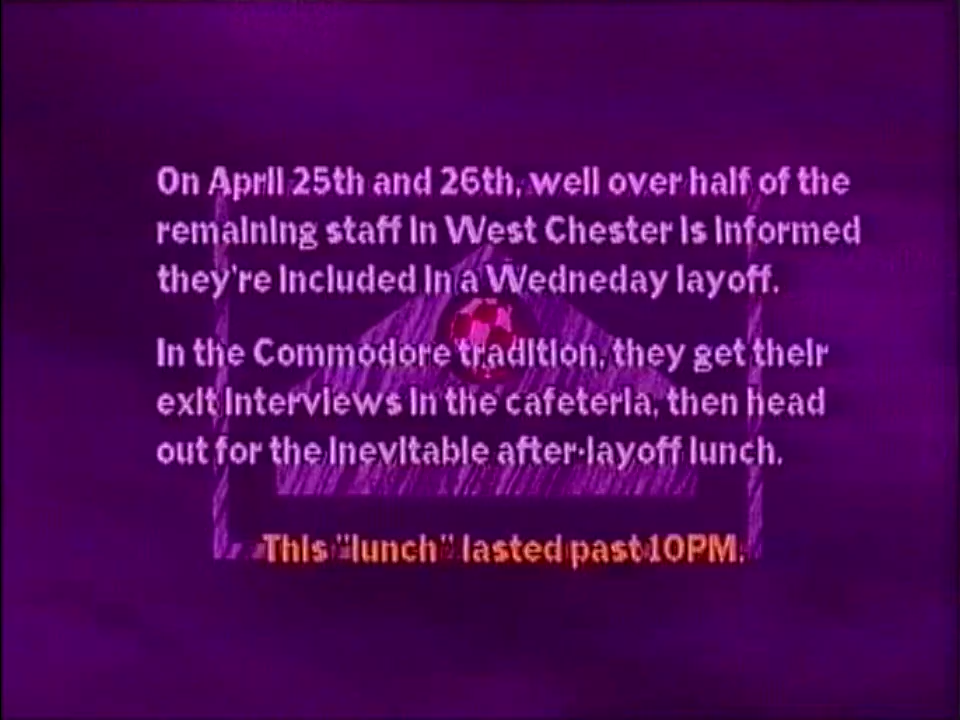 On April 25th and 26th, well over half of the
remaining staff in West Chester is informed
they're included in a Wedneday layoff.
In the Commodore tradition, they get their
exit interviews in the cafeteria, then head
out for the inevitable after-layoff lunch.
This "lunch" lasted past 10PM.